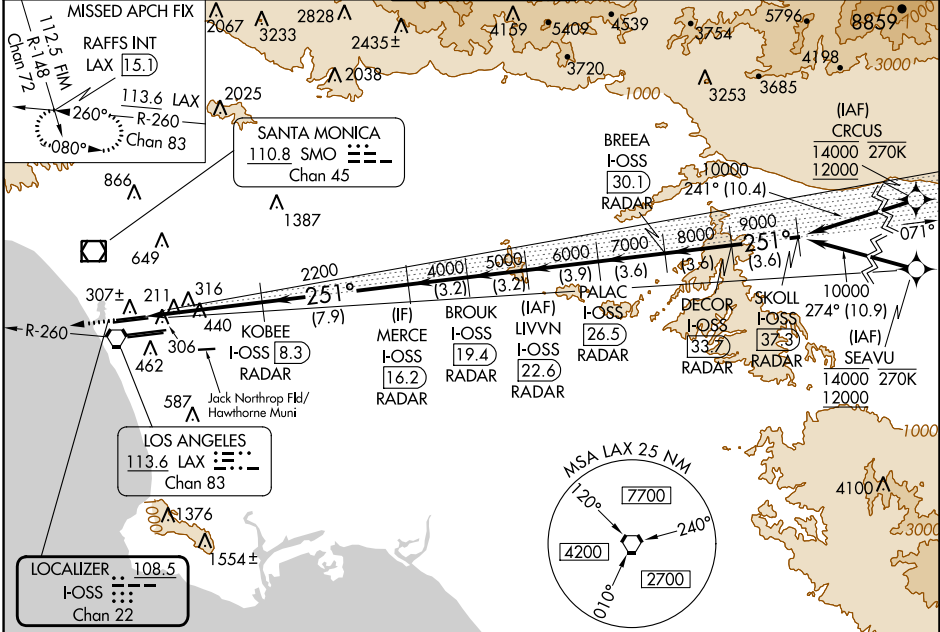 MISSED APCH FIX
112.5 FIM
R-148
Chan 72
RAFFS INT
LAX 15.1
113.6 LAX
R-260
Chan 83
260°
080°
2067
3233
2828
2435±
2038
2025
4159
5409
4539
3720
3754
5796
8859
4198
3000
3253
3685
1000
SANTA MONICA
110.8 SMO
Chan 45
866
649
1387
BREEA
I-OSS
30.1
RADAR
10000
241° (10.4)
(IAF)
CRCUS
14000 270K
12000
071°
10000
274° (10.9)
(IAF)
SEAVU
14000 270K
12000
2200
251°
(7.9)
4000
(3.2)
5000
(3.2)
6000
(3.9)
7000
(3.6)
8000
(3.6)
9000
(3.6)
251°
307±
211
316
440
306
462
587
R-260
KOBEE
I-OSS 8.3
RADAR
(IF)
MERCE
I-OSS
16.2
RADAR
BROUK
I-OSS
19.4
RADAR
(IAF)
LIVVN
I-OSS
22.6
RADAR
PALAC
I-OSS
26.5
RADAR
DECOR
I-OSS
33.7
RADAR
SKOLL
I-OSS
37.3
RADAR
Jack Northrop Fld/
Hawthorne Muni
LOS ANGELES
113.6 LAX
Chan 83
1376
1554±
LOCALIZER 108.5
I-OSS
Chan 22
MSA LAX 25 NM
120°
7700
240°
4200
2700
010°
1000
4100
3000